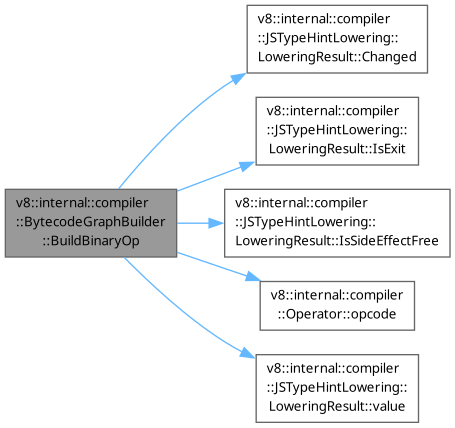 v8::internal::compiler
::JSTypeHintLowering::
LoweringResult::Changed
v8::internal::compiler
::JSTypeHintLowering::
LoweringResult::IsExit
v8::internal::compiler
::BytecodeGraphBuilder
::BuildBinaryOp
v8::internal::compiler
::JSTypeHintLowering::
LoweringResult::IsSideEffectFree
v8::internal::compiler
::Operator::opcode
v8::internal::compiler
::JSTypeHintLowering::
LoweringResult::value